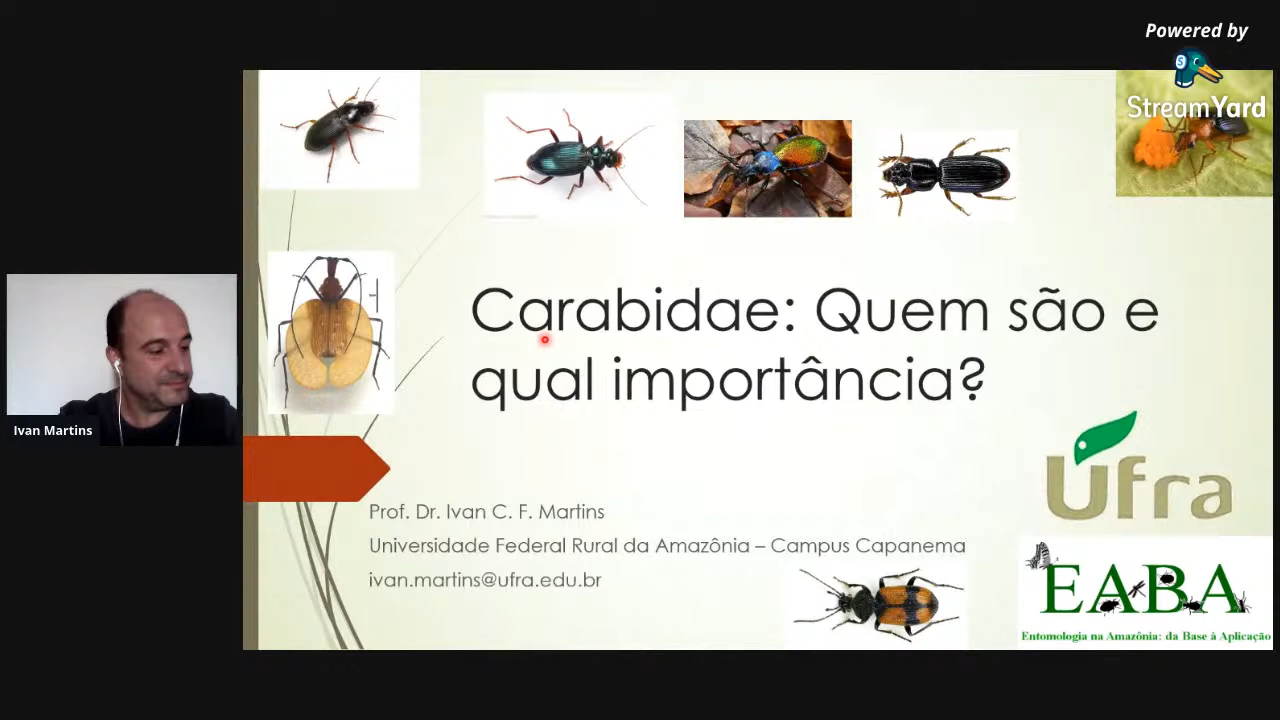 Powered by
StreamYard
Carabidae: Quem são e
qual importância?
Ivan Martins
Ufra
Prof. Dr. Ivan C. F. Martins
Universidade Federal Rural da Amazônia – Campus Capanema
ivan.martins@ufra.edu.br
EABA
Entomologia na Amazônia: da Base à Aplicação